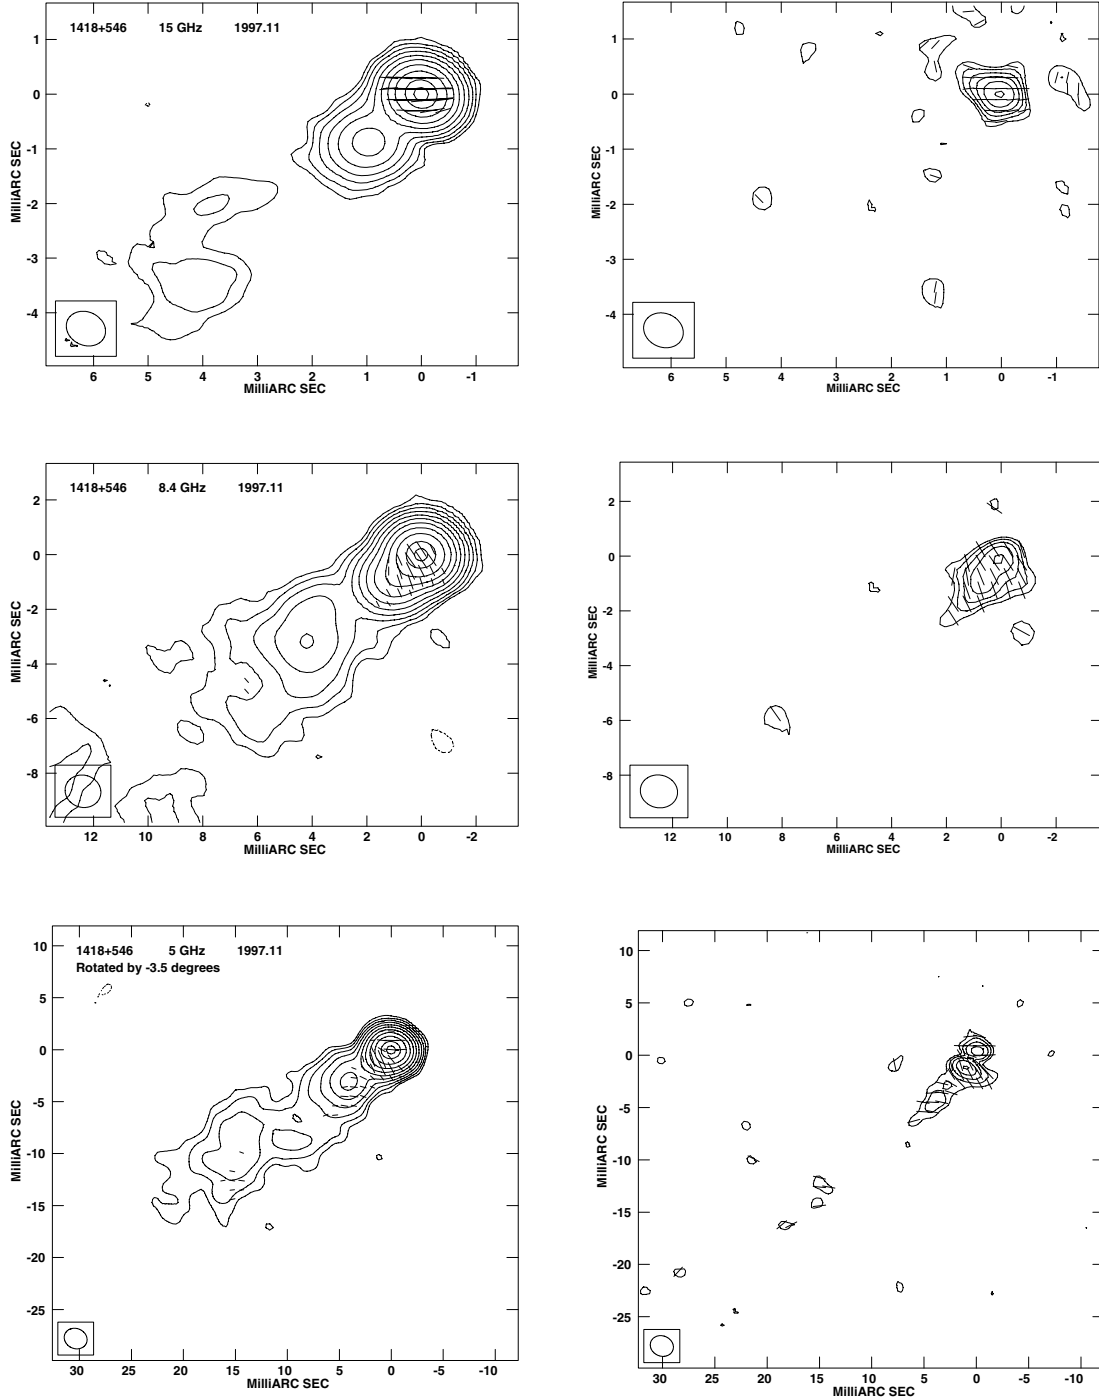 1418+546 15 GHz 1997.11
1
0
-1
-2
-3
-4
MilliARC SEC
6 5 4 3 2 1 0 -1
MilliARC SEC
1
0
-1
-2
-3
-4
MilliARC SEC
6 5 4 3 2 1 0 -1
MilliARC SEC
1418+546 8.4 GHz 1997.11
2
0
-2
-4
-6
-8
MilliARC SEC
12 10 8 6 4 2 0 -2
MilliARC SEC
2
0
-2
-4
-6
-8
MilliARC SEC
12 10 8 6 4 2 0 -2
MilliARC SEC
1418+546 5 GHz 1997.11
Rotated by -3.5 degrees
10
5
0
-5
-10
-15
-20
-25
MilliARC SEC
30 25 20 15 10 5 0 -5 -10
MilliARC SEC
10
5
0
-5
-10
-15
-20
-25
MilliARC SEC
30 25 20 15 10 5 0 -5 -10
MilliARC SEC